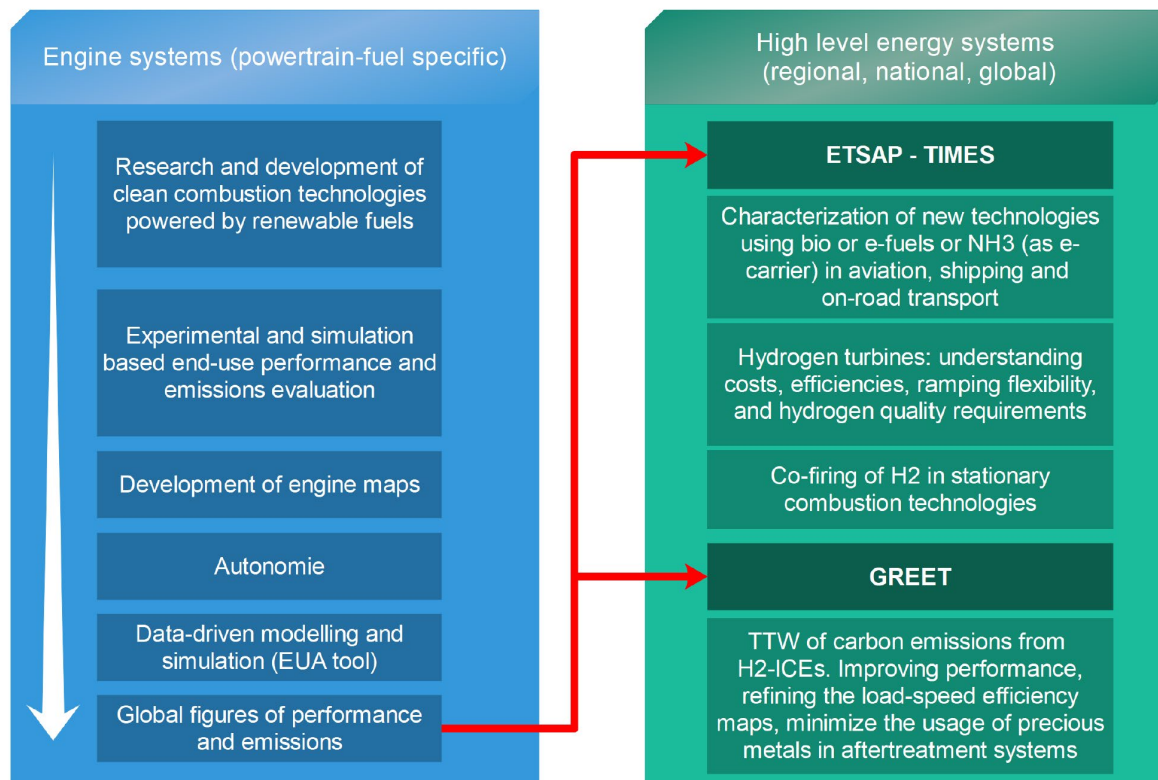 Engine systems (powertrain-fuel specific)
Research and development of
clean combustion technologies
powered by renewable fuels
Experimental and simulation
based end-use performance and
emissions evaluation
Development of engine maps
Autonomie
Data-driven modelling and
simulation (EUA tool)
Global figures of performance
and emissions
High level energy systems
(regional, national, global)
ETSAP - TIMES
Characterization of new technologies
using bio or e-fuels or NH3 (as e-
carrier) in aviation, shipping and
on-road transport
Hydrogen turbines: understanding
costs, efficiencies, ramping flexibility,
and hydrogen quality requirements
Co-firing of H2 in stationary
combustion technologies
GREET
TTW of carbon emissions from
H2-ICEs. Improving performance,
refining the load-speed efficiency
maps, minimize the usage of precious
metals in aftertreatment systems